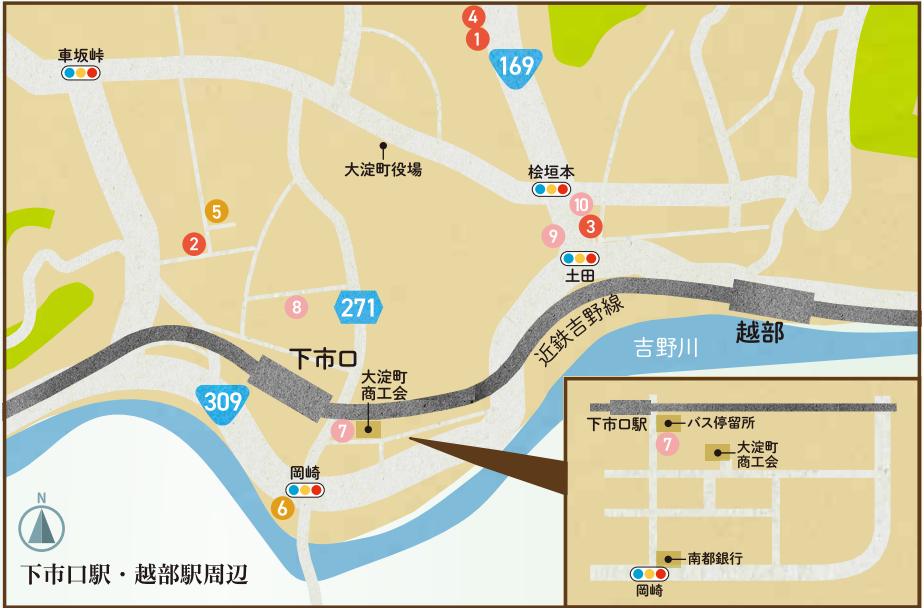 4
1
車坂峠
169
大淀町役場
桧垣本
10
5
3
2
9
土田
8
271
近鉄吉野線
越部
吉野川
下市口
大淀町
商工会
309
7
岡崎
6
N
下市口駅・越部駅周辺
下市口駅
バス停留所
7
大淀町
商工会
南都銀行
岡崎